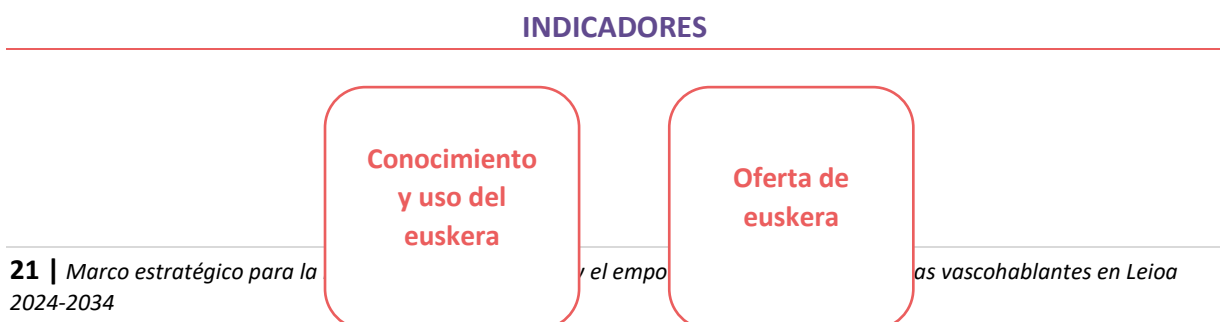 INDICADORES
Conocimiento
y uso del
euskera
Oferta de
euskera
21 | Marco estratégico para la y el empo as vascohablantes en Leioa
2024-2034